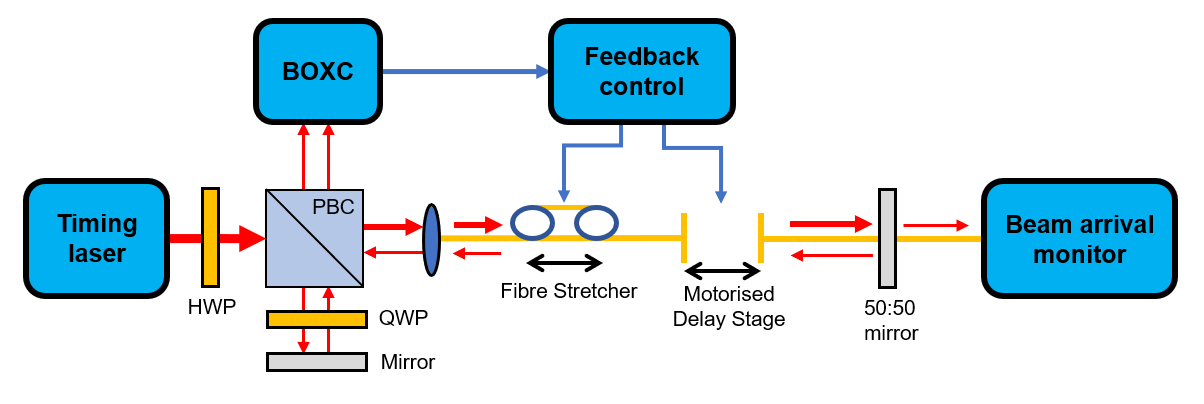 BOXC
Feedback
control
Timing
laser
HWP
PBC
QWP
Mirror
Fibre Stretcher
Motorised
Delay Stage
50:50
mirror
Beam arrival
monitor